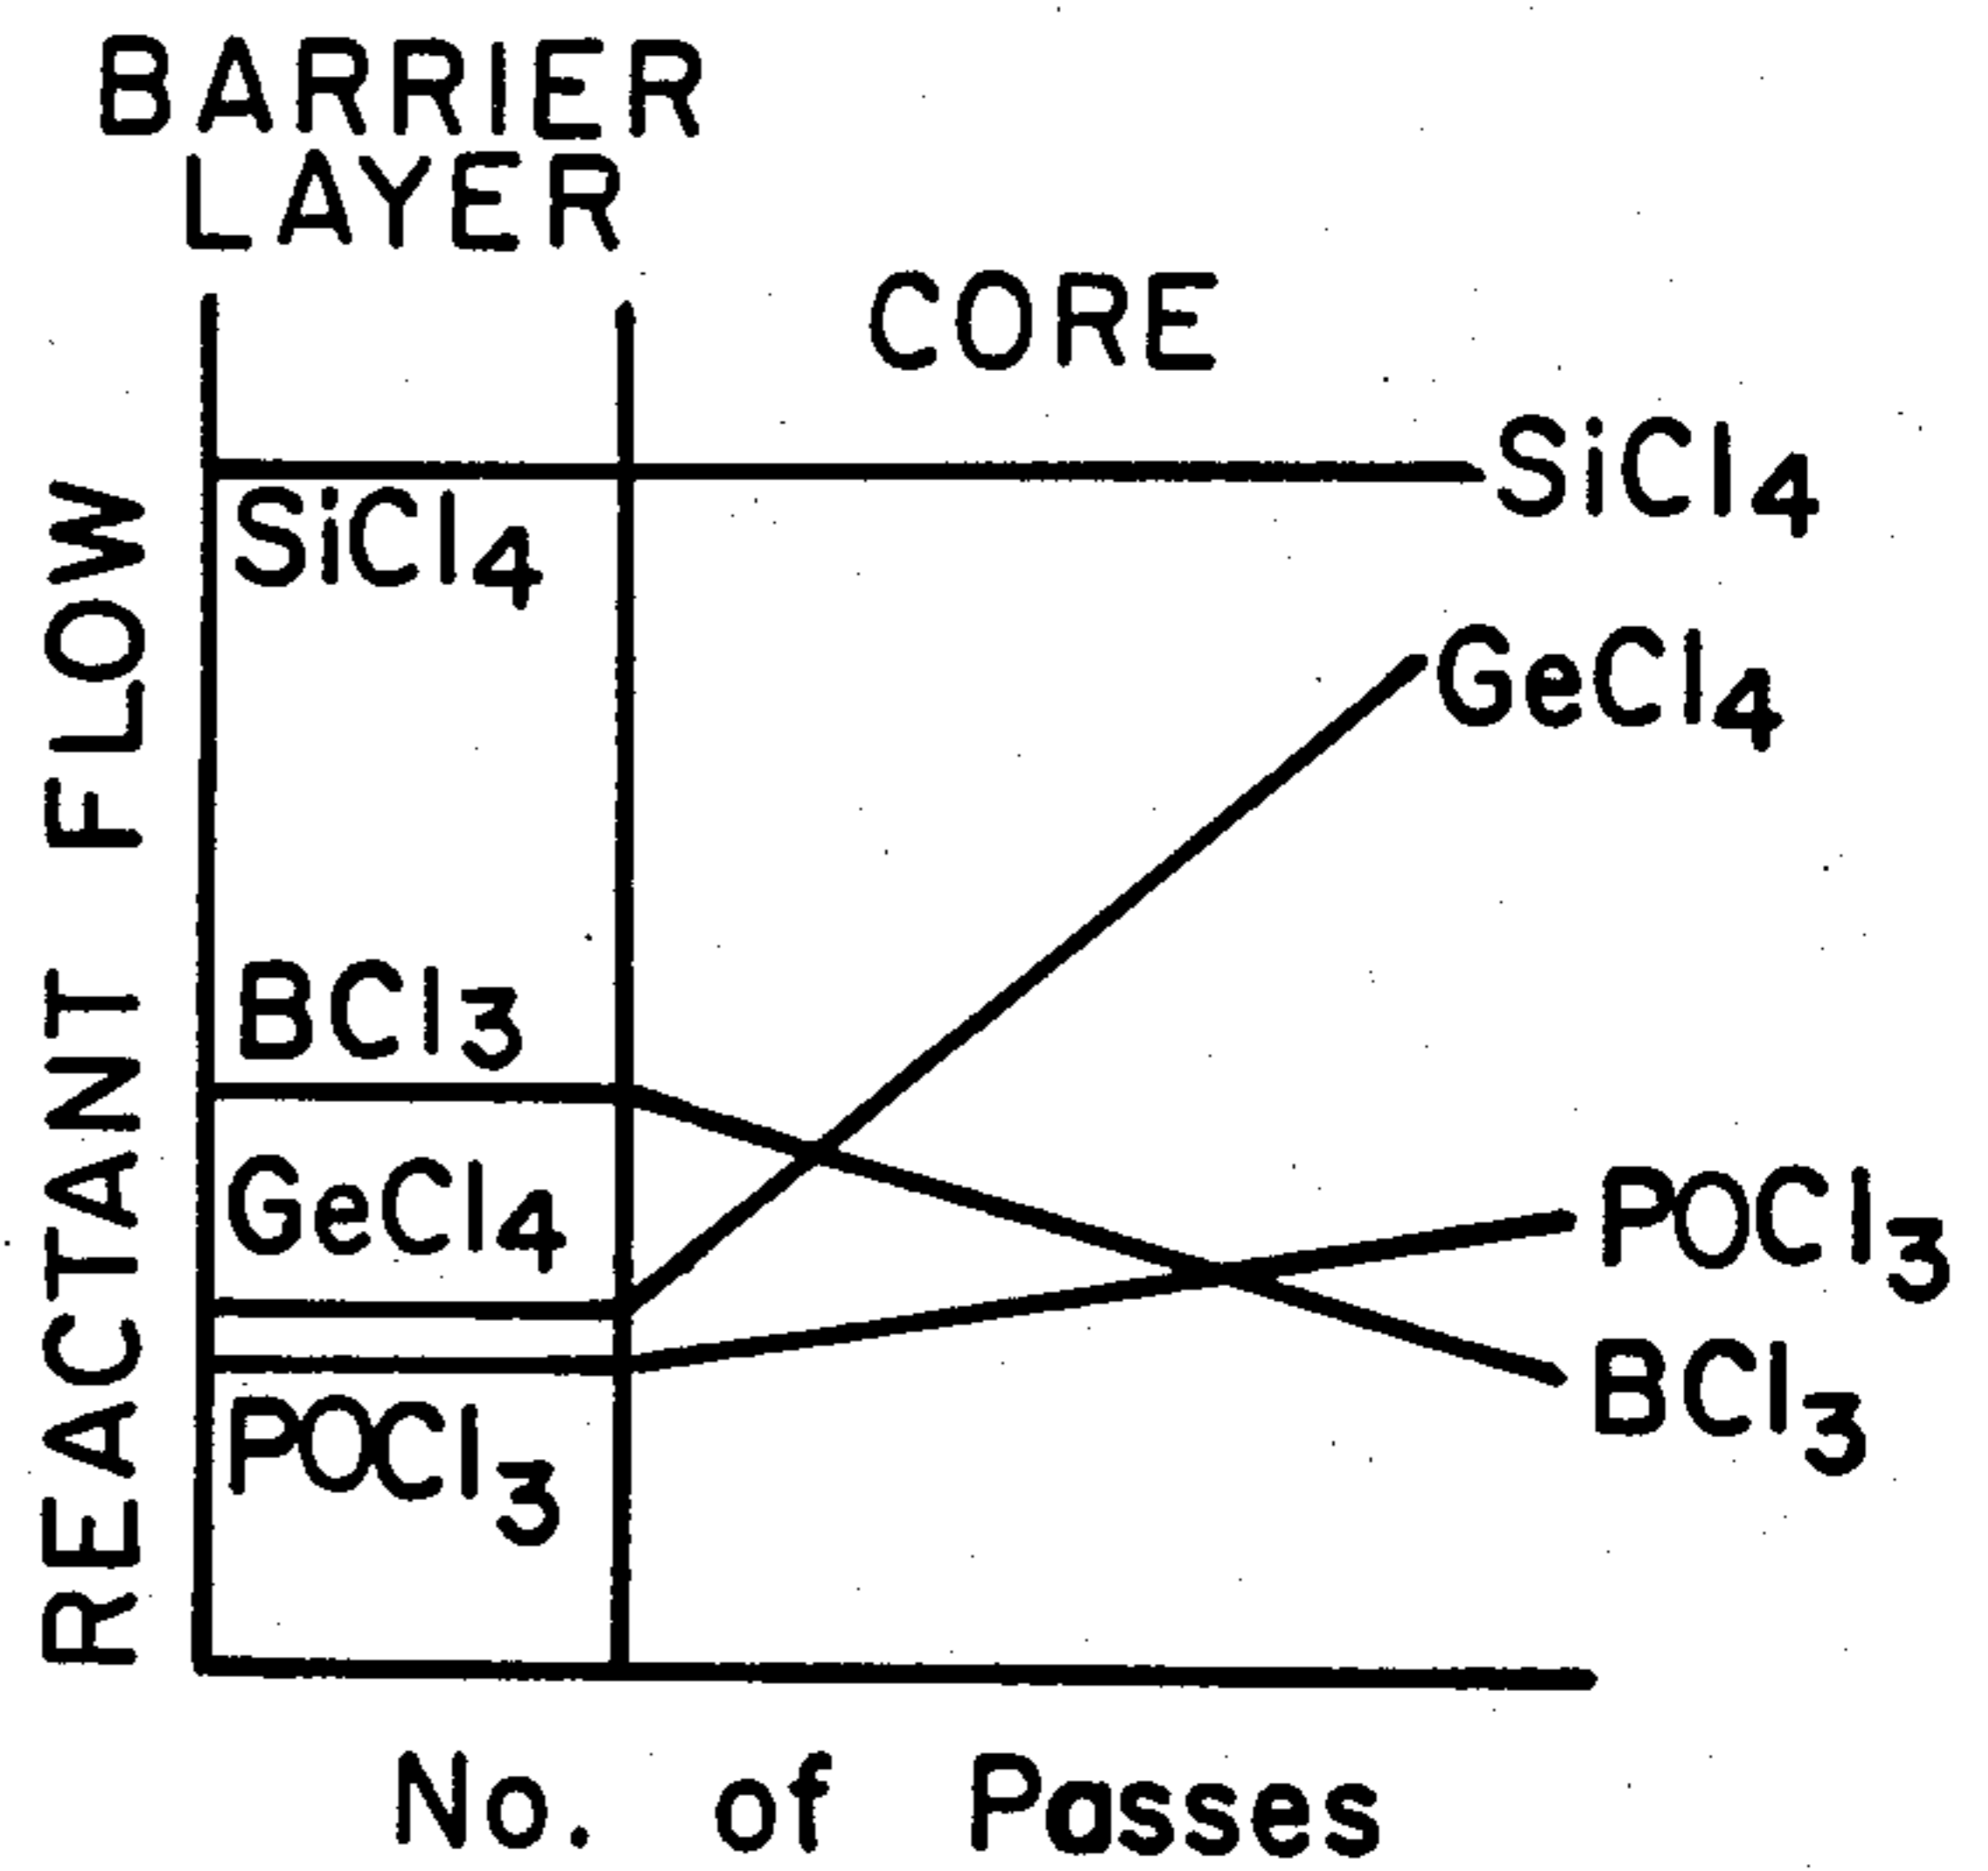 BARRIER
LAYER
CORE
SiCl4
SiCl4
GeCl4
BCl3
GeCl4
POCl3
BCl3
POCl3
REACTANT FLOW
No. of Passes